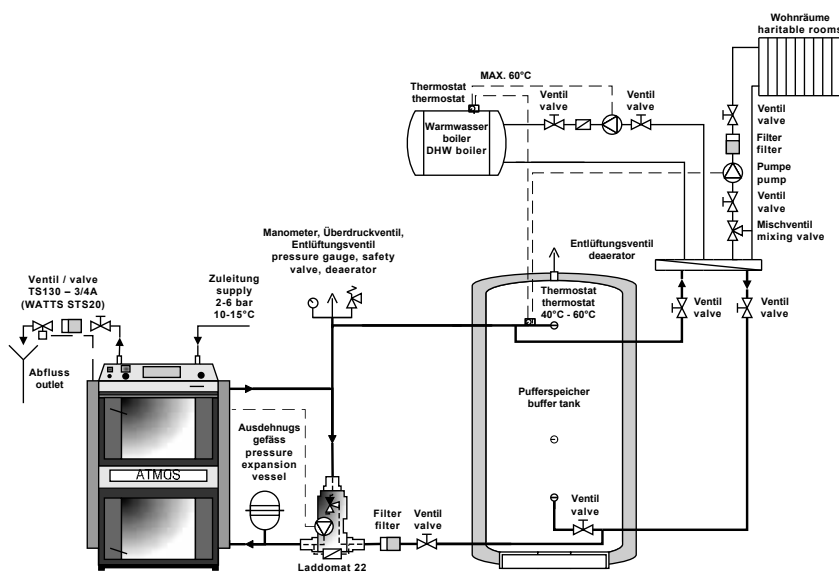 Wohnräume
haritable rooms
MAX. 60°C
Thermostat
thermostat
Ventil
valve
Ventil
valve
Warmwasser
boiler
DHW boiler
Ventil
valve
Filter
filter
Pumpe
pump
Ventil
valve
Mischventil
mixing valve
Manometer, Überdruckventil,
Entlüftungsventil
pressure gauge, safety
valve, deaerator
Entlüftungsventil
deaerator
Ventil / valve
TS130 – 3/4A
(WATTS STS20)
Zuleitung
supply
2-6 bar
10-15°C
Thermostat
thermostat
40°C - 60°C
Ventil
valve
Ventil
valve
Abfluss
outlet
Pufferspeicher
buffer tank
Ausdehnugs
gefäss
pressure
expansion
vessel
ATMOS
Ventil
valve
Filter
filter
Ventil
valve
Laddomat 22